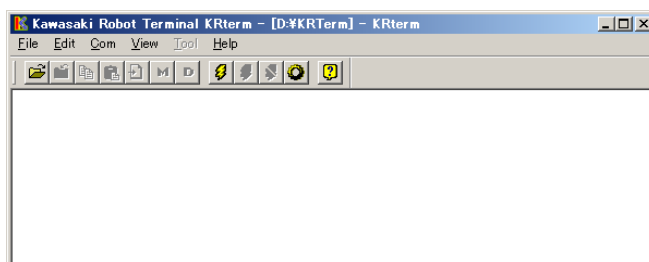 Kawasaki Robot Terminal KRterm - [D:¥KRTerm] - KRterm
File Edit Com View Tool Help
M D ?